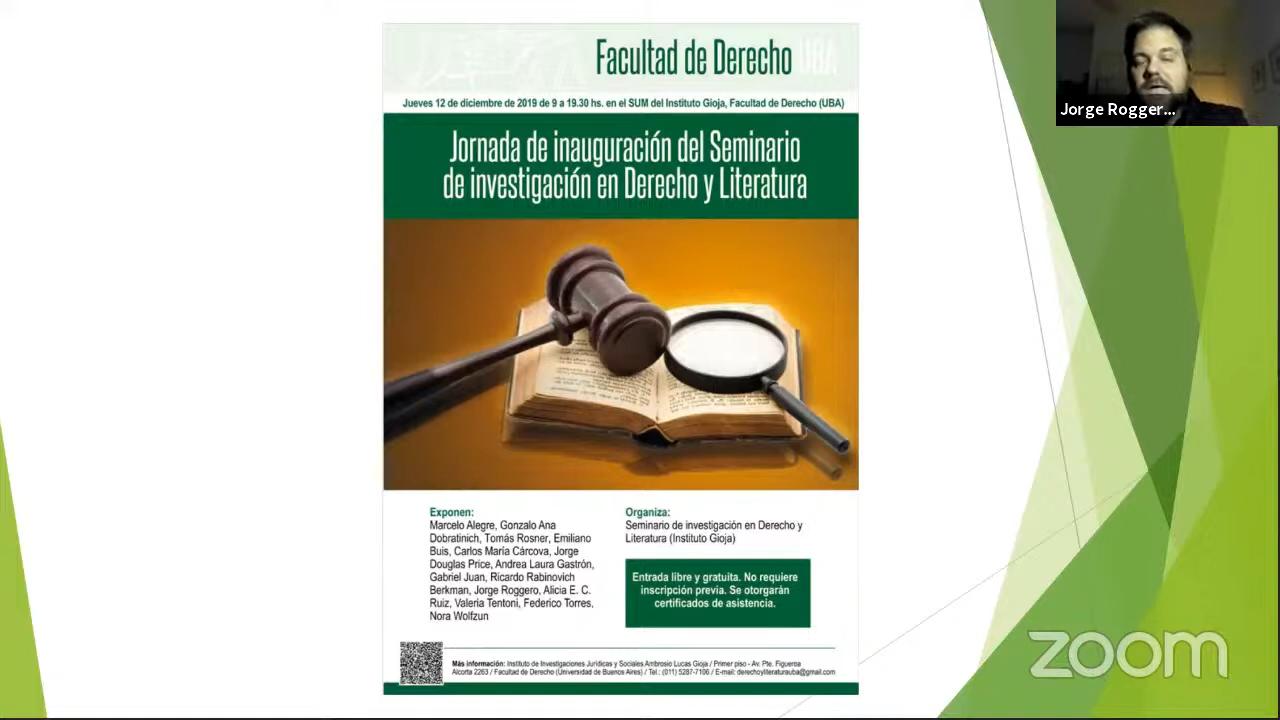 Facultad de Derecho UBA
Jueves 12 de diciembre de 2019 de 9 a 19.30 hs. en el SUM del Instituto Gioja, Facultad de Derecho (UBA)
Jornada de inauguración del Seminario
de investigación en Derecho y Literatura
Exponen:
Marcelo Alegre, Gonzalo Ana
Dobratinich, Tomás Rosner, Emiliano
Buis, Carlos María Cárcova, Jorge
Douglas Price, Andrea Laura Gastrón,
Gabriel Juan, Ricardo Rabinovich
Berkman, Jorge Roggero, Alicia E. C.
Ruiz, Valeria Tentoni, Federico Torres,
Nora Wolfzun
Organiza:
Seminario de investigación en Derecho y
Literatura (Instituto Gioja)
Entrada libre y gratuita. No requiere
inscripción previa. Se otorgarán
certificados de asistencia.
Más información: Instituto de Investigaciones Jurídicas y Sociales Ambrosio Lucas Gioja / Primer piso - Av. Pte. Figueroa
Alcorta 2263 / Facultad de Derecho (Universidad de Buenos Aires) / Tel.: (011) 5287-7106 / E-mail: derechoyliteraturauba@gmail.com
Jorge Rogger...
zoom